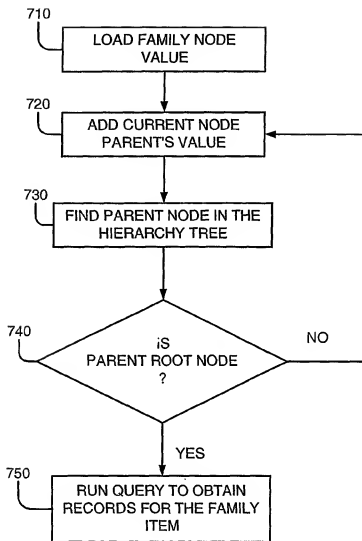 710
LOAD FAMILY NODE
VALUE
720
ADD CURRENT NODE
PARENT'S VALUE
730
FIND PARENT NODE IN THE
HIERARCHY TREE
740
iS
PARENT ROOT NODE
?
NO
YES
750
RUN QUERY TO OBTAIN
RECORDS FOR THE FAMILY
ITEM